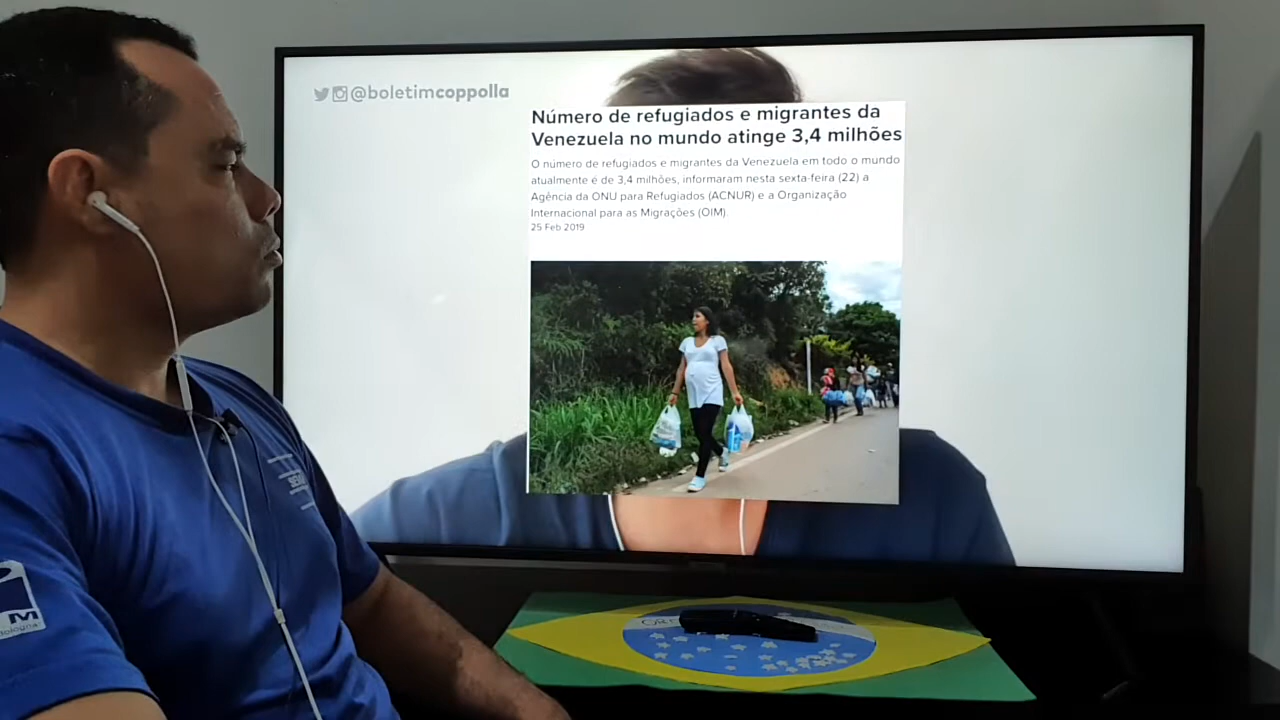 @boletimcoppolla
Número de refugiados e migrantes da
Venezuela no mundo atinge 3,4 milhões
O número de refugiados e migrantes da Venezuela em todo o mundo
atualmente é de 3,4 milhões, informaram nesta sexta-feira (22) a
Agência da ONU para Refugiados (ACNUR) e a Organização
Internacional para as Migrações (OIM).
25 Feb 2019